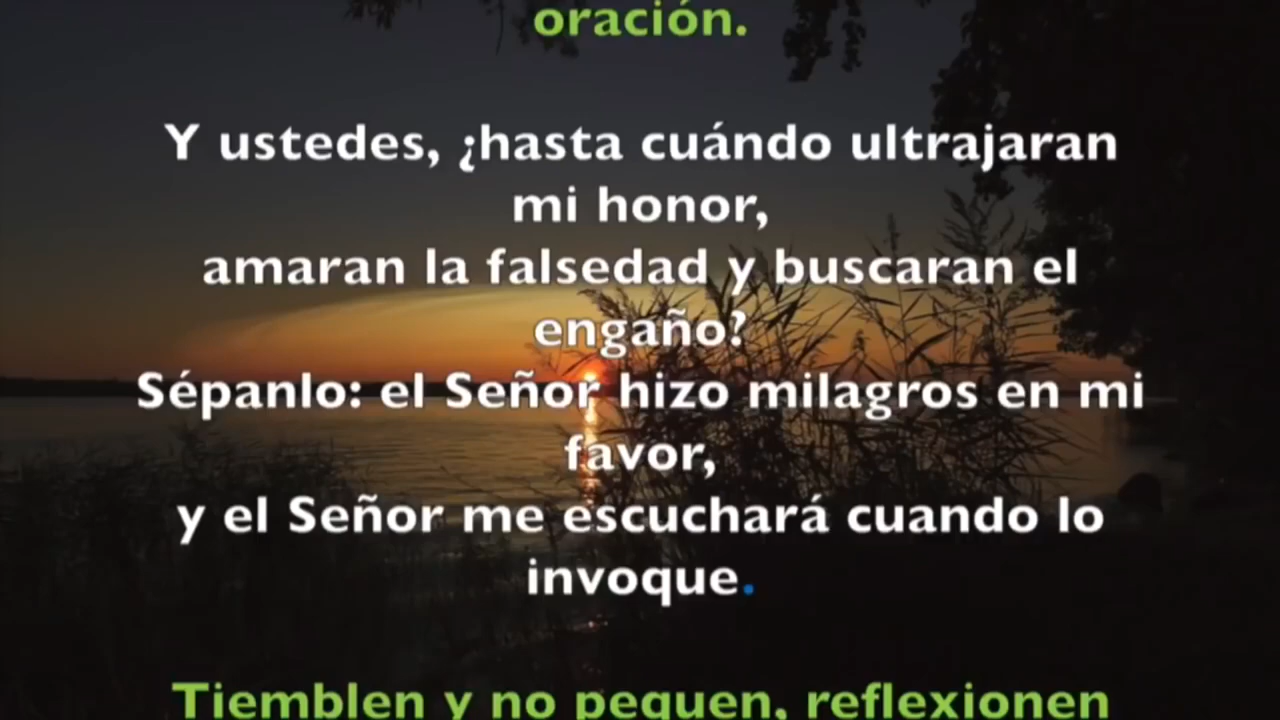 oración.
Y ustedes, ¿hasta cuándo ultrajaran
mi honor,
amaran la falsedad y buscaran el
engaño?
Sépanlo: el Señor hizo milagros en mi
favor,
y el Señor me escuchará cuando lo
invoque.
Tiemblen y no pequen, reflexionen